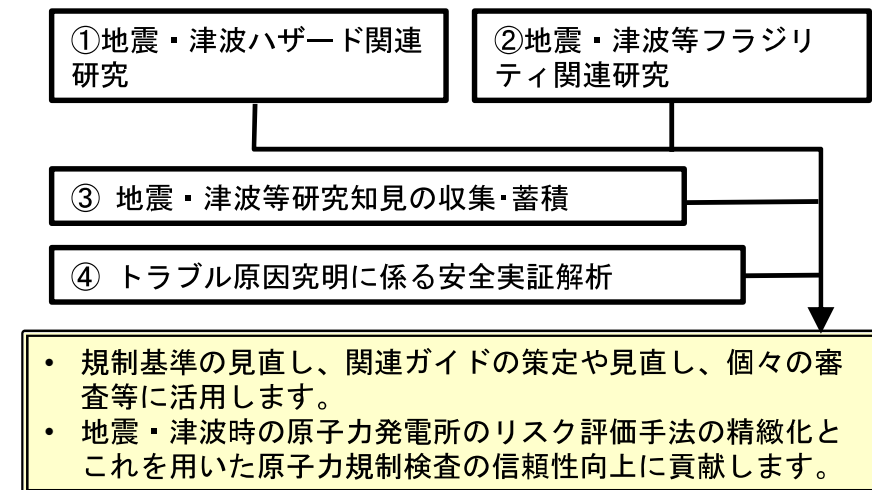 ①地震・津波ハザード関連
研究
②地震・津波等フラジリ
ティ関連研究
③ 地震・津波等研究知見の収集・蓄積
④ トラブル原因究明に係る安全実証解析
• 規制基準の見直し、関連ガイドの策定や見直し、個々の審
査等に活用します。
• 地震・津波時の原子力発電所のリスク評価手法の精緻化と
これを用いた原子力規制検査の信頼性向上に貢献します。